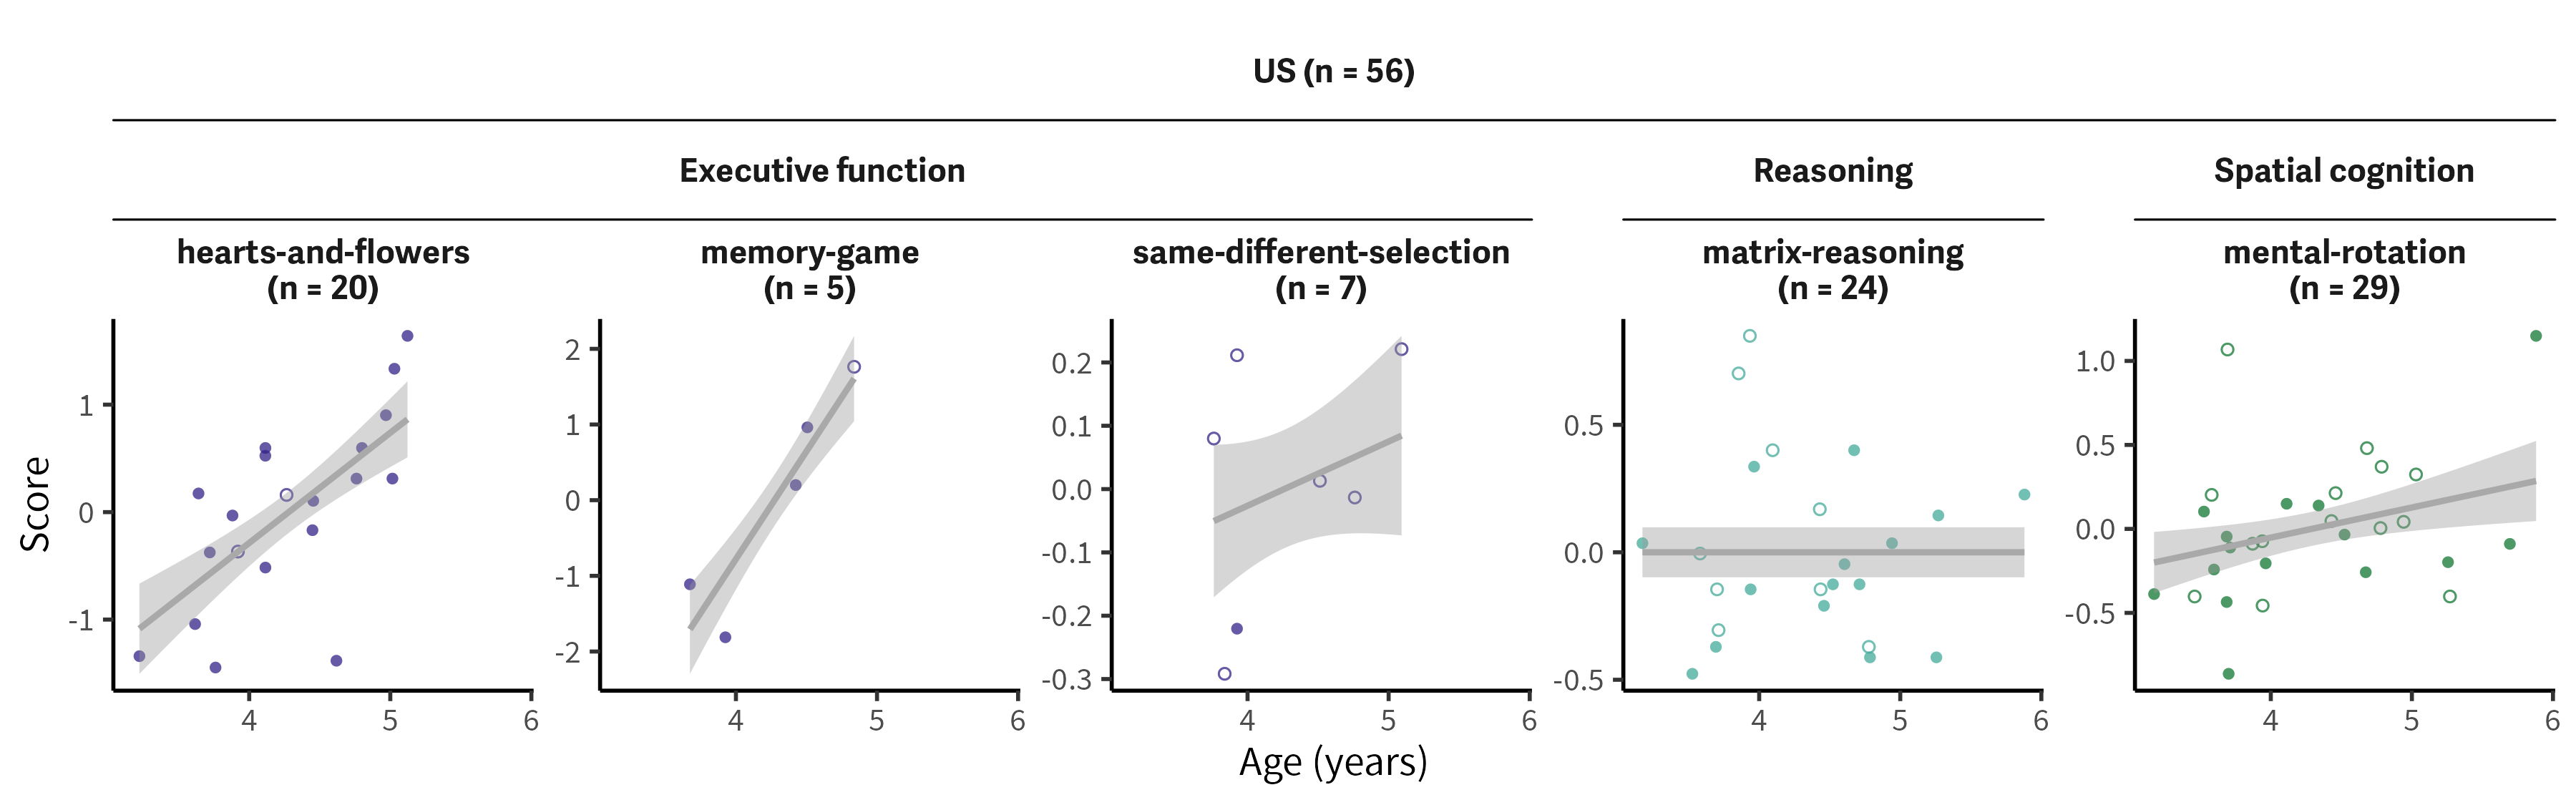 US (n = 56)
Executive function
Reasoning
Spatial cognition
hearts-and-flowers
(n = 20)
memory-game
(n = 5)
same-different-selection
(n = 7)
matrix-reasoning
(n = 24)
mental-rotation
(n = 29)
Score
1
0
-1
4 5 6
2
1
0
-1
-2
4 5 6
0.2
0.1
0.0
-0.1
-0.2
-0.3
4 5 6
0.5
0.0
-0.5
4 5 6
1.0
0.5
0.0
-0.5
4 5 6
Age (years)